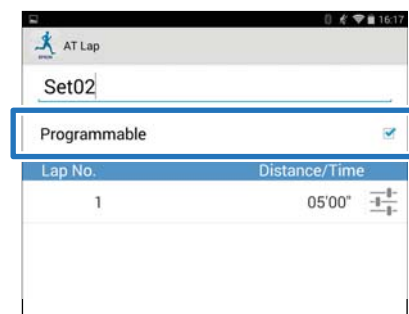 16:17
AT Lap
Set02
Programmable
Lap No. Distance/Time
1 05'00"